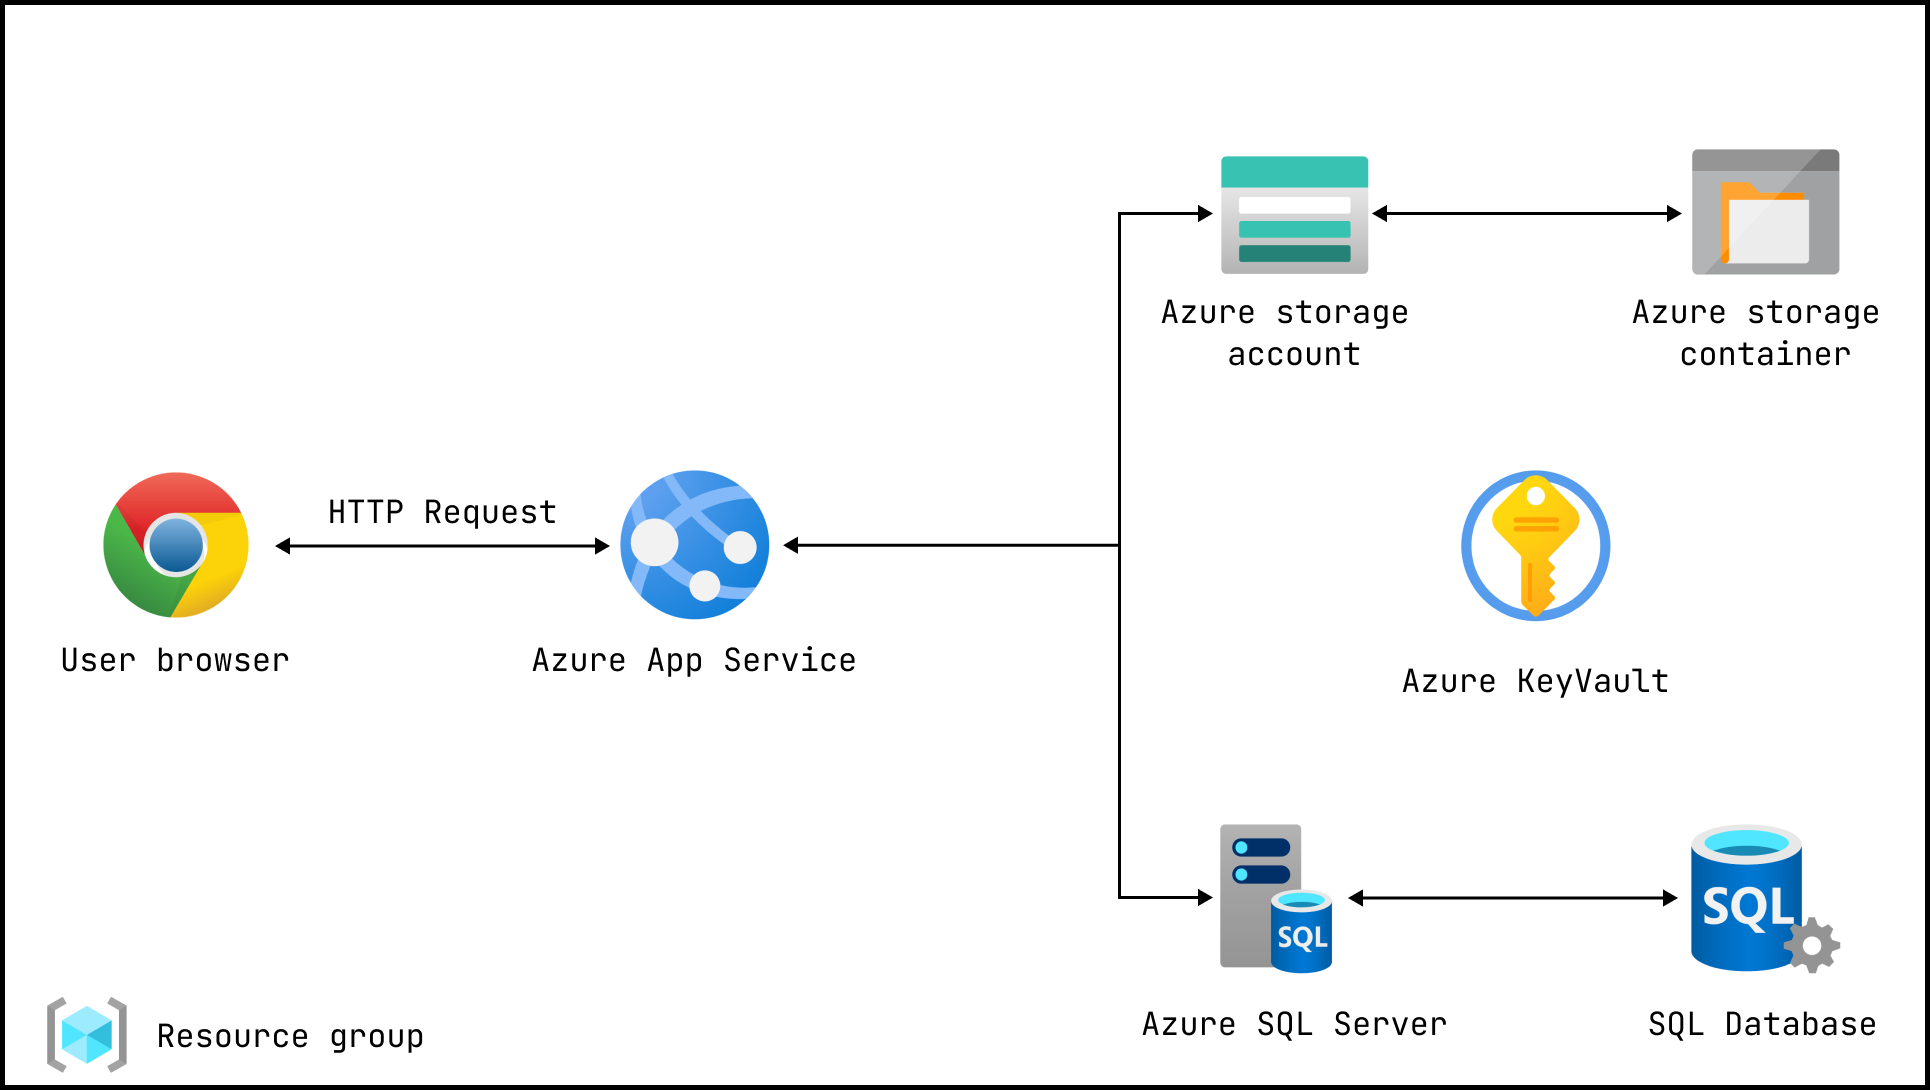 Azure storage
account
Azure storage
container
HTTP Request
User browser
Azure App Service
Azure KeyVault
SQL
SQL
Azure SQL Server
SQL Database
Resource group